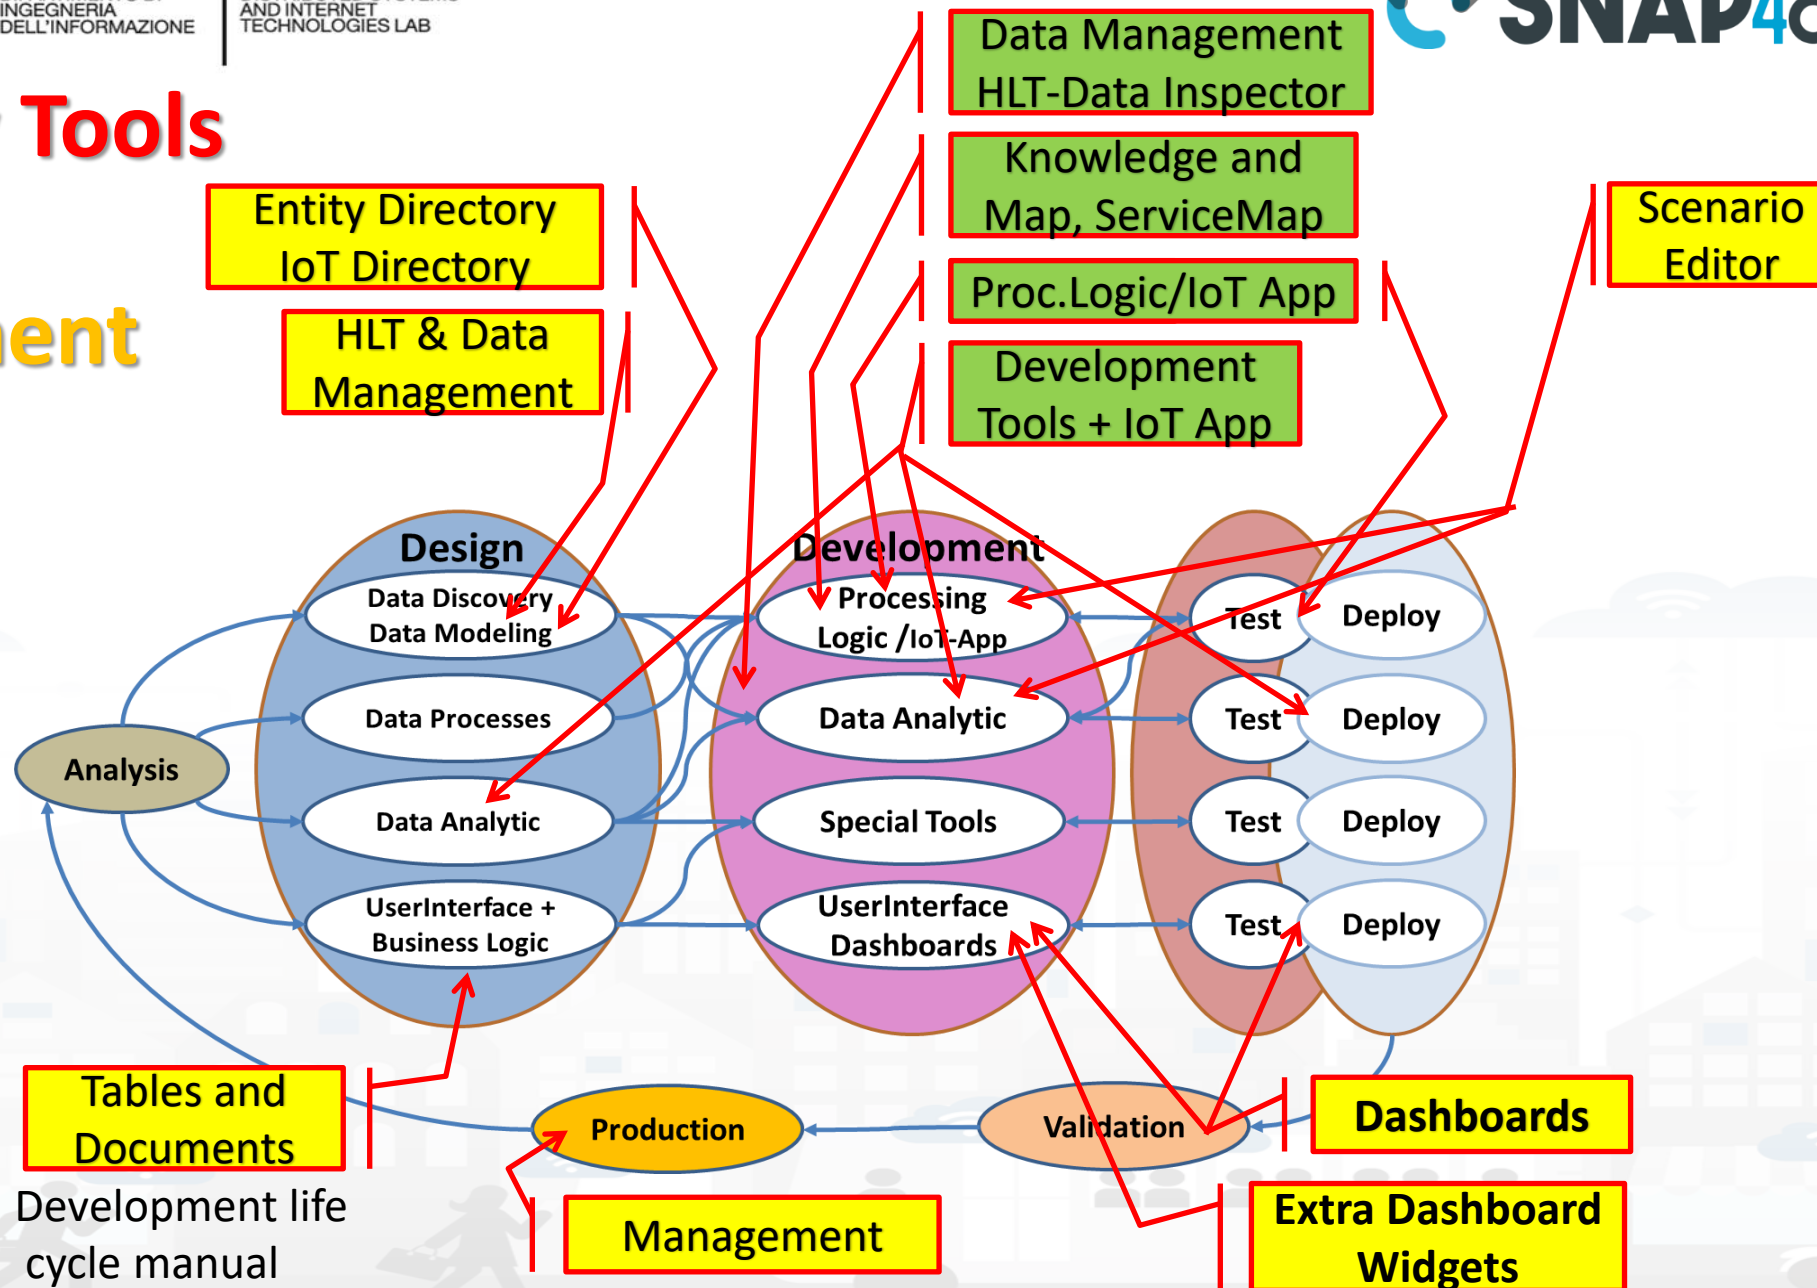 INGEGNERIA
DELL'INFORMAZIONE
AND INTERNET
TECHNOLOGIES LAB
SNAP4
Tools
Data Management
HLT-Data Inspector
Knowledge and
Map, ServiceMap
Entity Directory
IoT Directory
Scenario
Editor
Proc.Logic/IoT App
HLT & Data
Management
Development
Tools + IoT App
Design
Development
Data Discovery
Data Modeling
Processing
Logic /IoT-App
Test
Deploy
Data Processes
Data Analytic
Test
Deploy
Analysis
Data Analytic
Special Tools
Test
Deploy
UserInterface +
Business Logic
UserInterface
Dashboards
Test
Deploy
Tables and
Documents
Production
Validation
Dashboards
Development life
cycle manual
Management
Extra Dashboard
Widgets